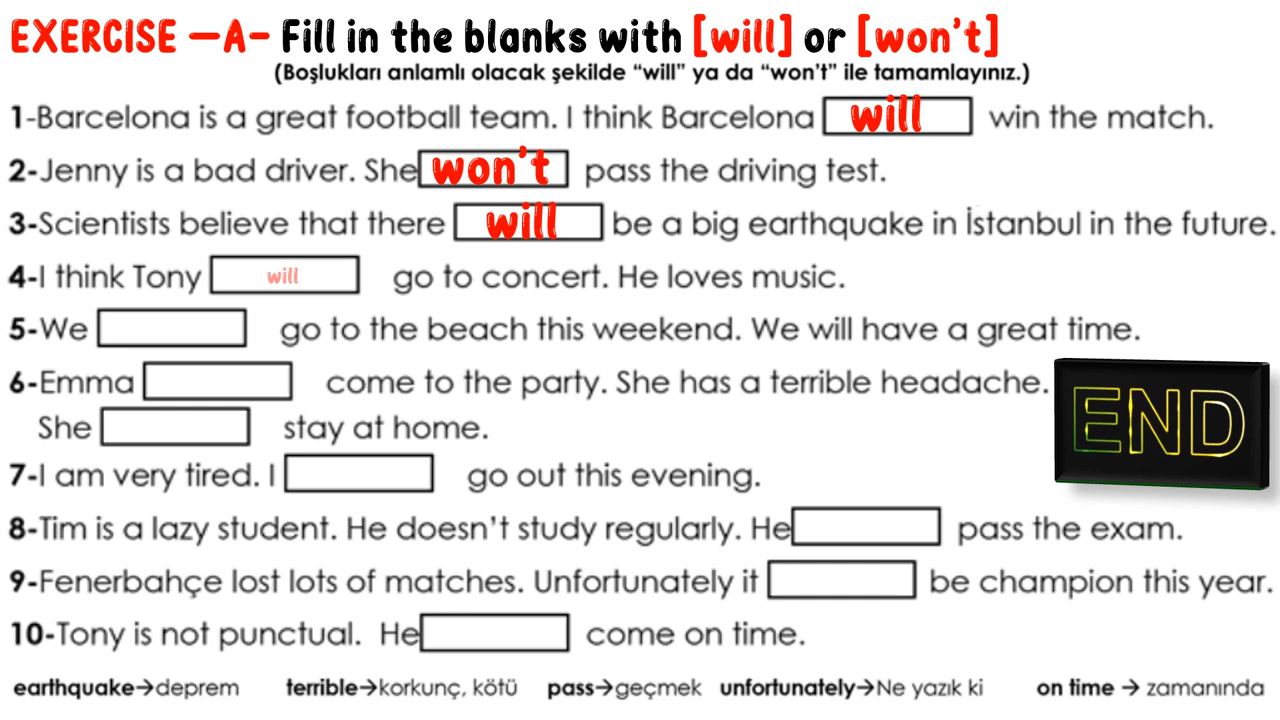 EXERCISE –A- Fill in the blanks with [will] or [won't]
(Boşlukları anlamlı olacak şekilde “will” ya da “won't” ile tamamlayınız.)
1-Barcelona is a great football team. I think Barcelona will win the match.
2-Jenny is a bad driver. She won't pass the driving test.
3-Scientists believe that there will be a big earthquake in İstanbul in the future.
4-I think Tony will go to concert. He loves music.
5-We go to the beach this weekend. We will have a great time.
6-Emma come to the party. She has a terrible headache.
She stay at home.
END
7-I am very tired. I go out this evening.
8-Tim is a lazy student. He doesn't study regularly. He pass the exam.
9-Fenerbahçe lost lots of matches. Unfortunately it be champion this year.
10-Tony is not punctual. He come on time.
earthquake→deprem terrible→korkunç, kötü pass→geçmek unfortunately→Ne yazık ki on time → zamanında